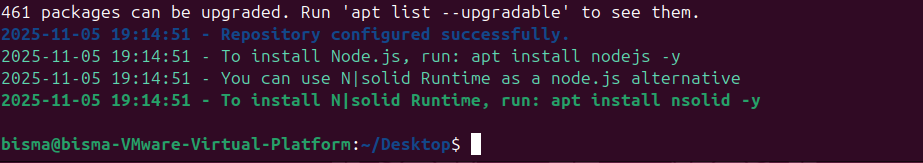 461 packages can be upgraded. Run 'apt list --upgradable' to see them.
2025-11-05 19:14:51 - Repository configured successfully.
2025-11-05 19:14:51 - To install Node.js, run: apt install nodejs -y
2025-11-05 19:14:51 - You can use N|solid Runtime as a node.js alternative
2025-11-05 19:14:51 - To install N|solid Runtime, run: apt install nsolid -y
bisma@bisma-VMware-Virtual-Platform:~/Desktop$